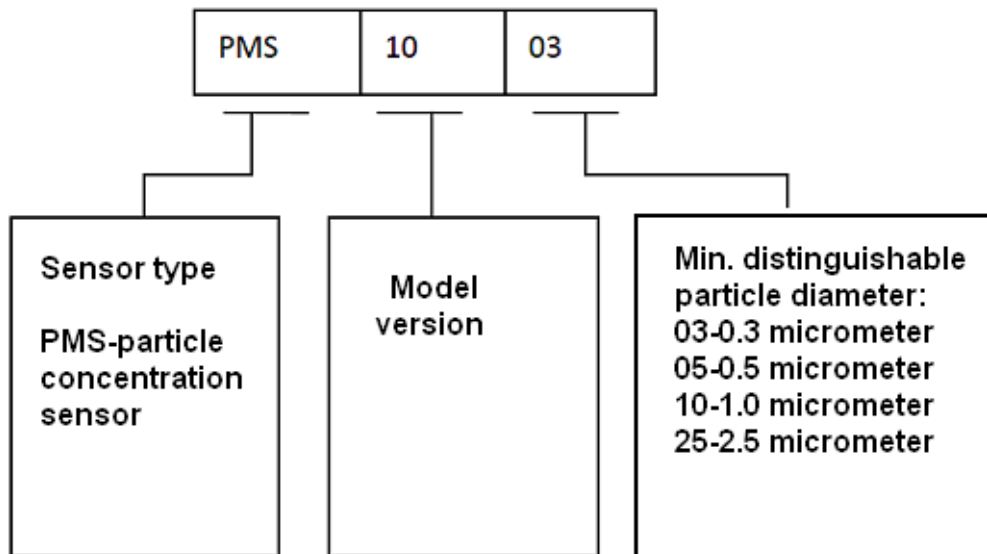 PMS 10 03
Sensor type
PMS-particle
concentration
sensor
Model
version
Min. distinguishable
particle diameter:
03-0.3 micrometer
05-0.5 micrometer
10-1.0 micrometer
25-2.5 micrometer